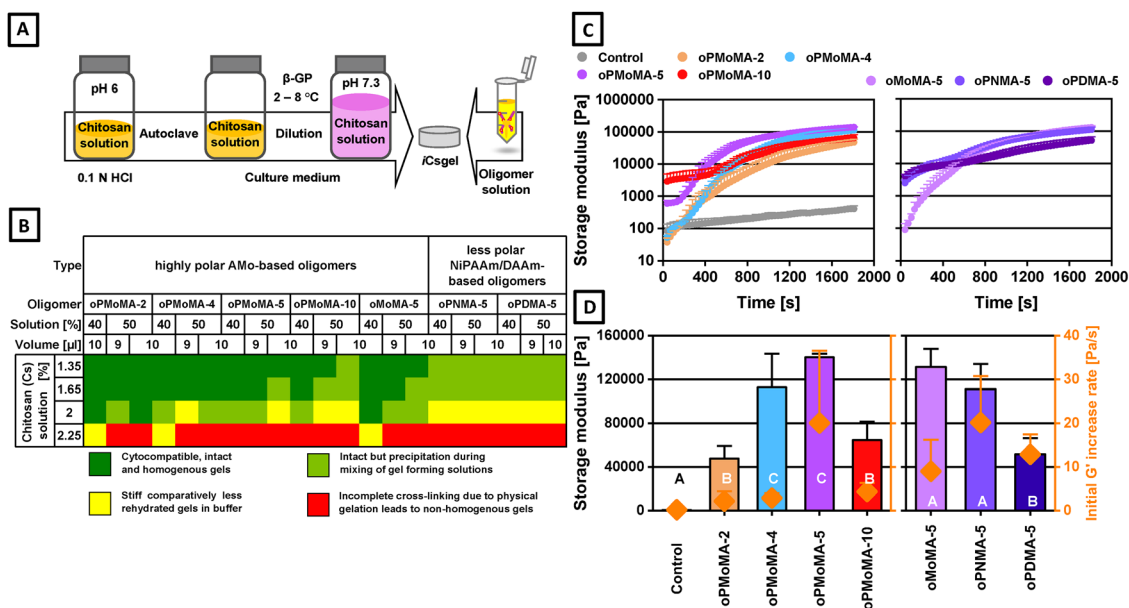 A
pH 6
β-GP
2 – 8 °C
pH 7.3
Chitosan
solution
Autoclave
Chitosan
solution
Dilution
Chitosan
solution
iCsgel
Oligomer
solution
0.1 N HCl
Culture medium
B
Type
highly polar AMo-based oligomers
less polar
NiPAAm/DAAm-
based oligomers
Oligomer oPMoMA-2 oPMoMA-4 oPMoMA-5 oPMoMA-10 oMoMA-5 oPNMA-5 oPDMA-5
Solution [%] 40 50 40 50 40 50 40 50 40 50 40 50 40 50
Volume [µl] 10 9 10 9 10 9 10 9 10 9 10 9 10 9 10
Chitosan (Cs)
solution
[%]
1.35
1.65
2
2.25
Cytocompatible, intact
and homogenous gels
Intact but precipitation during
mixing of gel forming solutions
Stiff comparatively less
rehydrated gels in buffer
Incomplete cross-linking due to physical
gelation leads to non-homogenous gels
C
Control oPMoMA-2 oPMoMA-4
oPMoMA-5 oPMoMA-10
oMoMA-5 oPNMA-5 oPDMA-5
Storage modulus [Pa]
1000000
100000
10000
1000
100
10
0 400 800 1200 1600 2000
0 400 800 1200 1600 2000
Time [s]
Time [s]
D
Storage modulus [Pa]
160000
120000
80000
40000
0
A B C C B
A A B
40
30
20
10
0
Initial G' increase rate [Pa/s]
Control
oPMoMA-2
oPMoMA-4
oPMoMA-5
oPMoMA-10
oMoMA-5
oPNMA-5
oPDMA-5